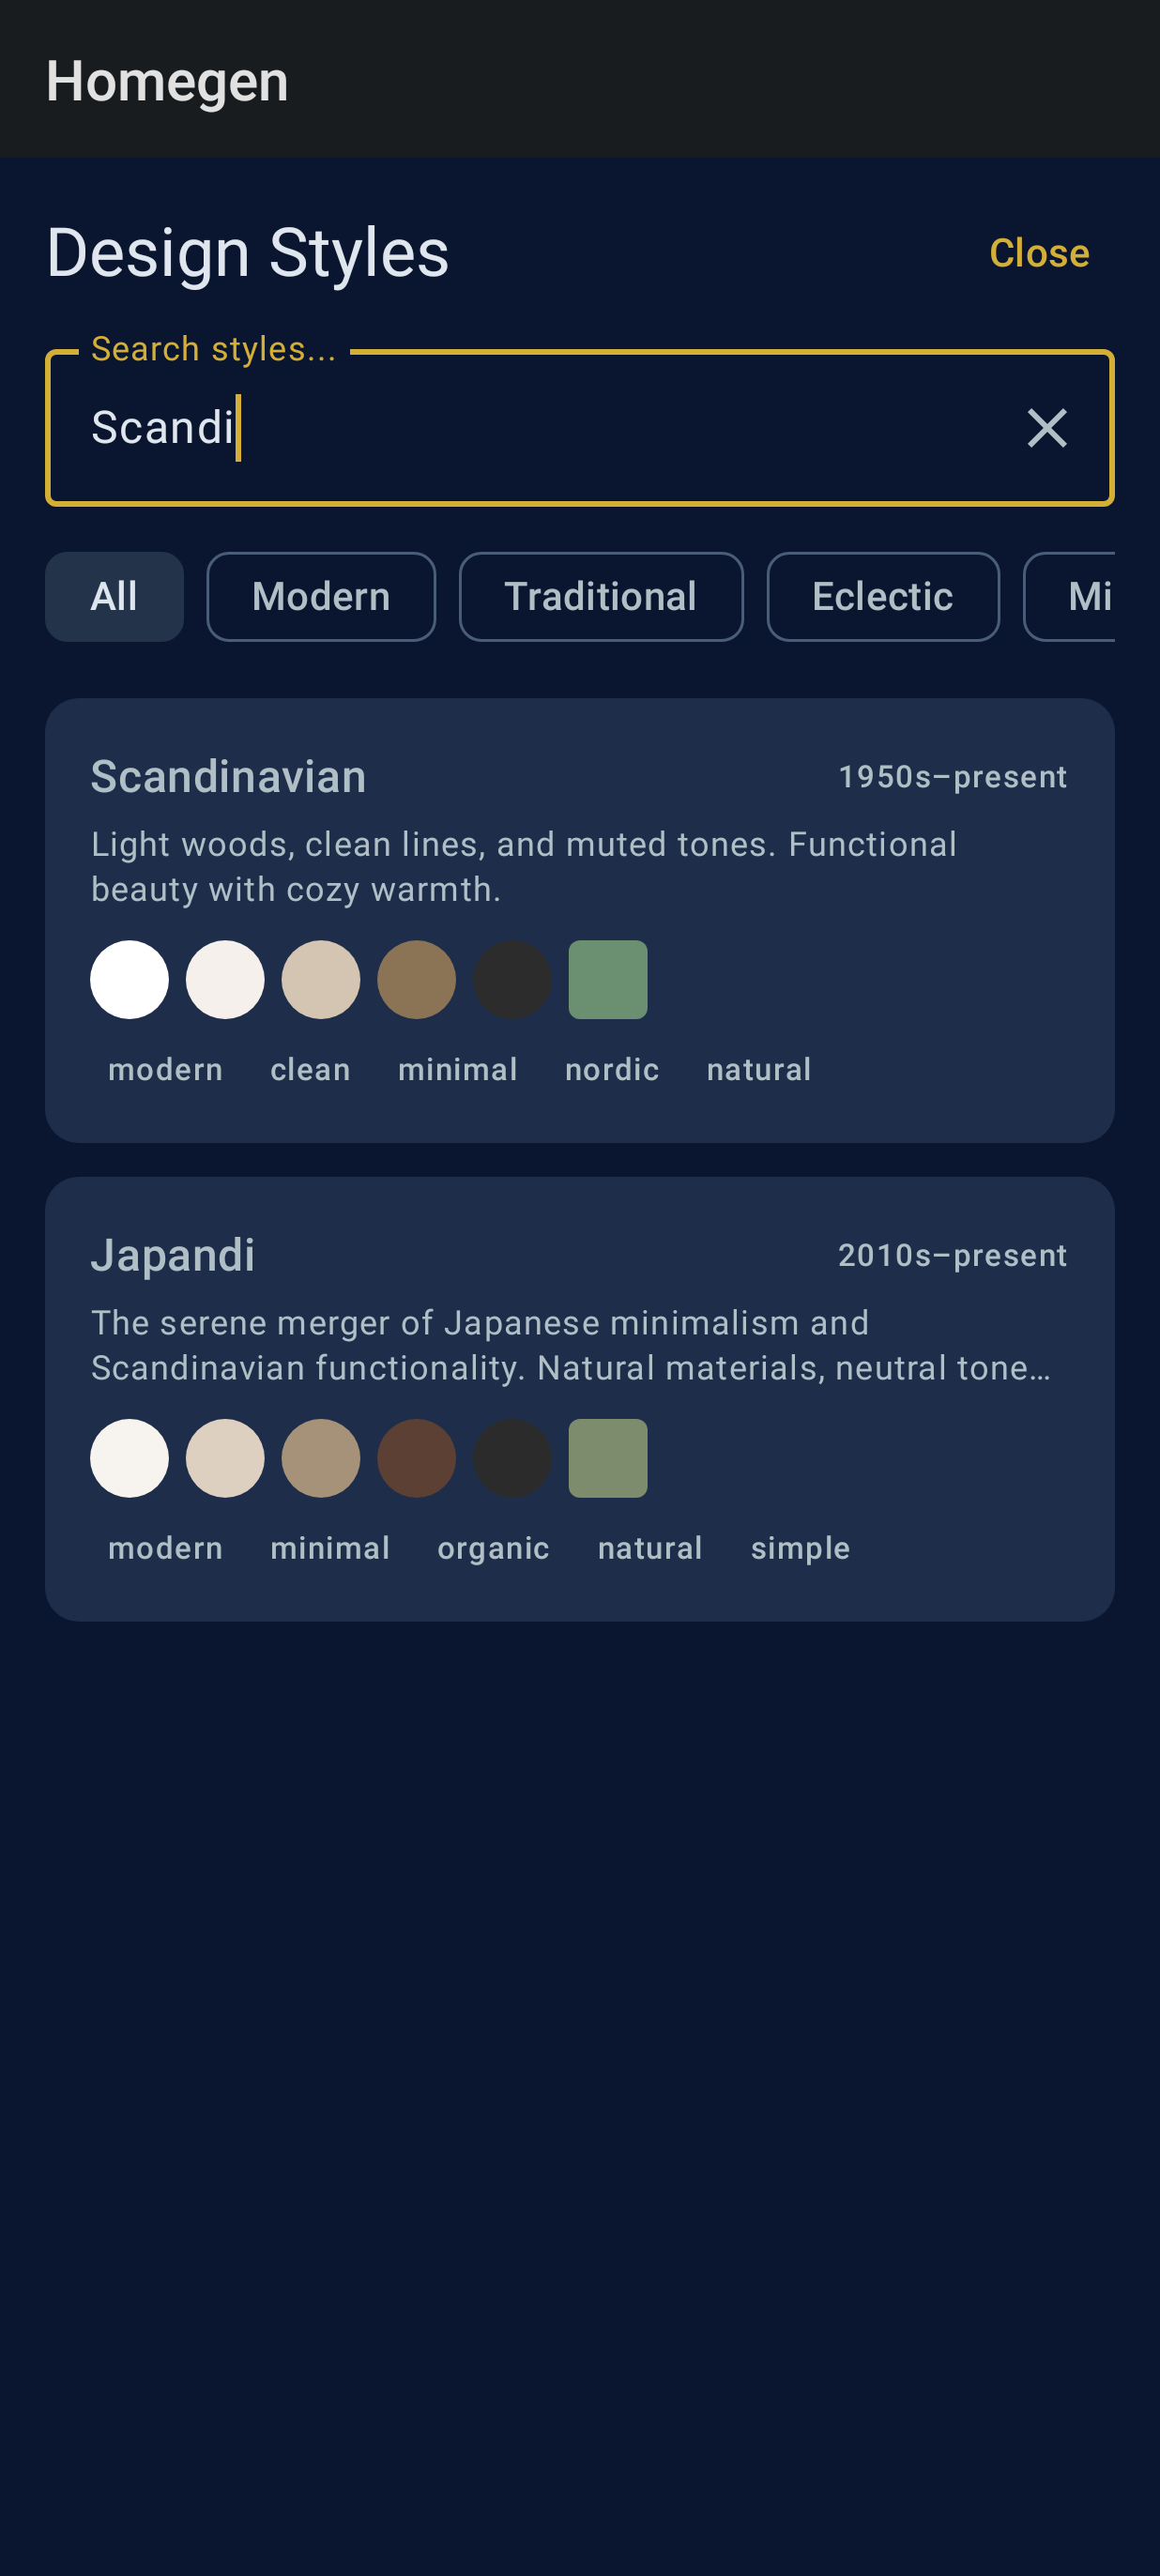 Homegen
Design Styles
Close
Search styles...
Scandi
All
Modern
Traditional
Eclectic
Mi
Scandinavian
1950s–present
Light woods, clean lines, and muted tones. Functional
beauty with cozy warmth.
modern
clean
minimal
nordic
natural
Japandi
2010s–present
The serene merger of Japanese minimalism and
Scandinavian functionality. Natural materials, neutral tone…
modern
minimal
organic
natural
simple